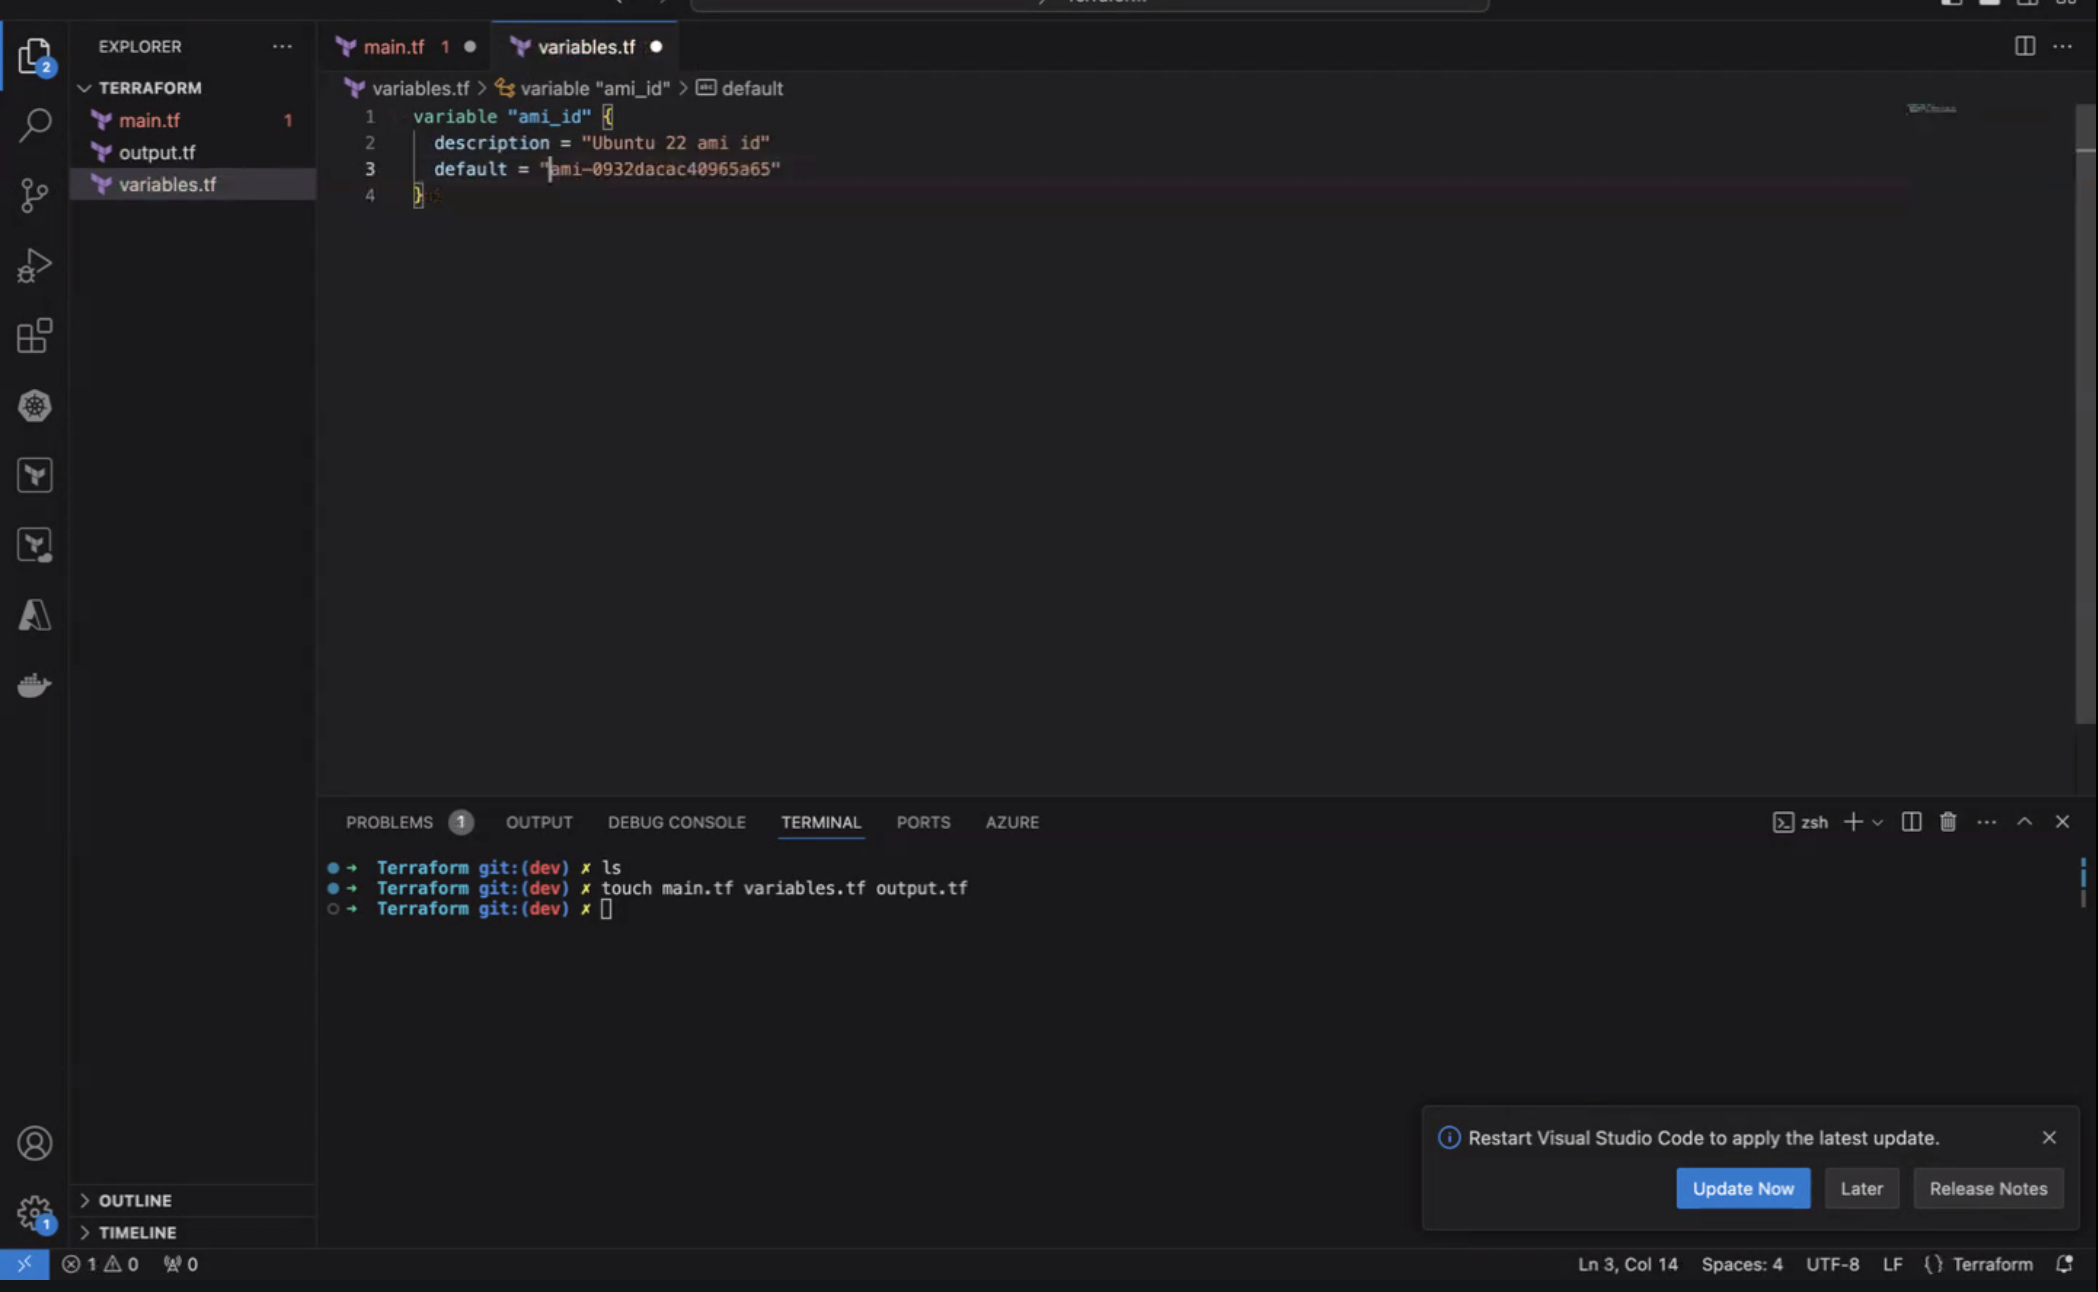 EXPLORER
TERRAFORM
main.tf 1
output.tf
variables.tf
OUTLINE
TIMELINE
2
1
main.tf 1
variables.tf
variables.tf > variable "ami_id" > default
1 variable "ami_id" {
2 description = "Ubuntu 22 ami id"
3 default = "ami-0932dacac40965a65"
4 }
PROBLEMS 1 OUTPUT DEBUG CONSOLE TERMINAL PORTS AZURE
zsh
Terraform git:(dev) ✗ ls
Terraform git:(dev) ✗ touch main.tf variables.tf output.tf
Terraform git:(dev) ✗
Restart Visual Studio Code to apply the latest update.
Update Now Later Release Notes
1 0 0
Ln 3, Col 14 Spaces: 4 UTF-8 LF {} Terraform